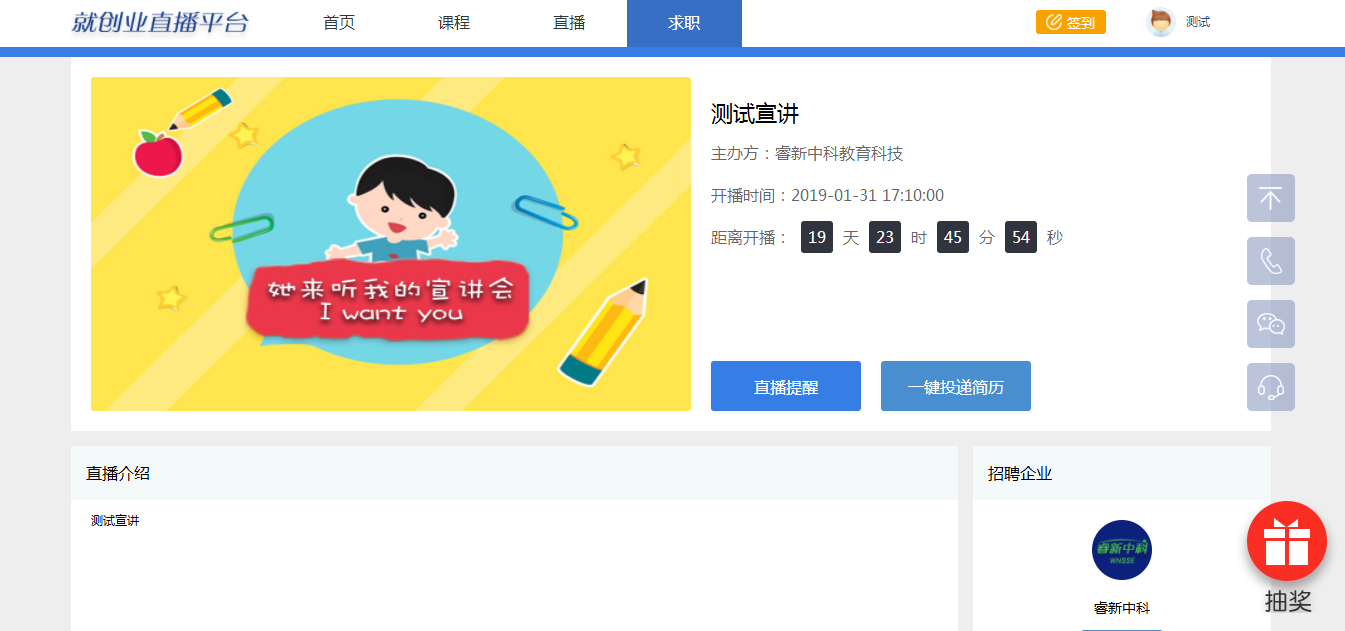 就创业直播平台 首页 课程 直播 求职 签到 测试
她来听我的宣讲会
I want you
测试宣讲
主办方：睿新中科教育科技
开播时间：2019-01-31 17:10:00
距离开播： 19 天 23 时 45 分 54 秒
直播提醒 一键投递简历
直播介绍
测试宣讲
招聘企业
睿新中科
WNSSE
睿新中科
抽奖